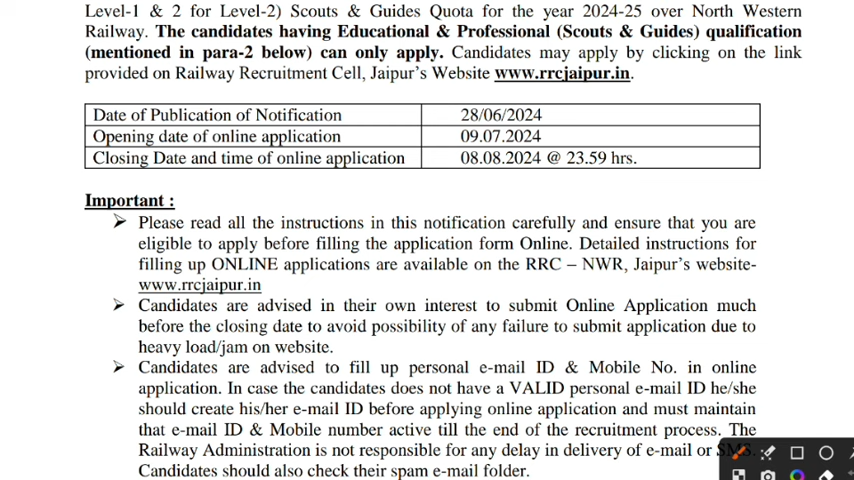 Level-1 & 2 for Level-2) Scouts & Guides Quota for the year 2024-25 over North Western
Railway. The candidates having Educational & Professional (Scouts & Guides) qualification
(mentioned in para-2 below) can only apply. Candidates may apply by clicking on the link
provided on Railway Recruitment Cell, Jaipur's Website www.rrcjaipur.in.
Date of Publication of Notification 28/06/2024
Opening date of online application 09.07.2024
Closing Date and time of online application 08.08.2024 @ 23.59 hrs.
Important :
➢ Please read all the instructions in this notification carefully and ensure that you are
eligible to apply before filling the application form Online. Detailed instructions for
filling up ONLINE applications are available on the RRC – NWR, Jaipur's website-
www.rrcjaipur.in
➢ Candidates are advised in their own interest to submit Online Application much
before the closing date to avoid possibility of any failure to submit application due to
heavy load/jam on website.
➢ Candidates are advised to fill up personal e-mail ID & Mobile No. in online
application. In case the candidates does not have a VALID personal e-mail ID he/she
should create his/her e-mail ID before applying online application and must maintain
that e-mail ID & Mobile number active till the end of the recruitment process. The
Railway Administration is not responsible for any delay in delivery of e-mail or SMS.
Candidates should also check their spam e-mail folder.